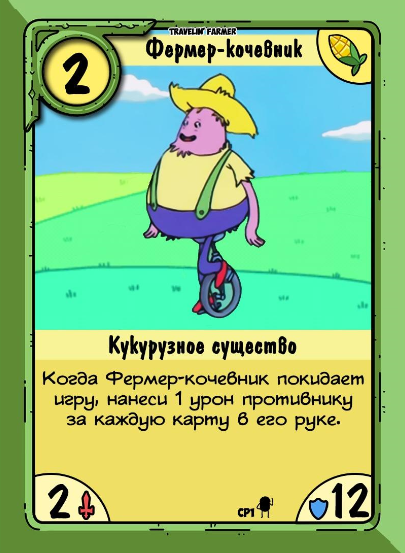 TRAVELIN' FARMER
Фермер-кочевник
2
Кукурузное существо
Когда Фермер-кочевник покидает
игру, нанеси 1 урон противнику
за каждую карту в его руке.
2
CP1
12